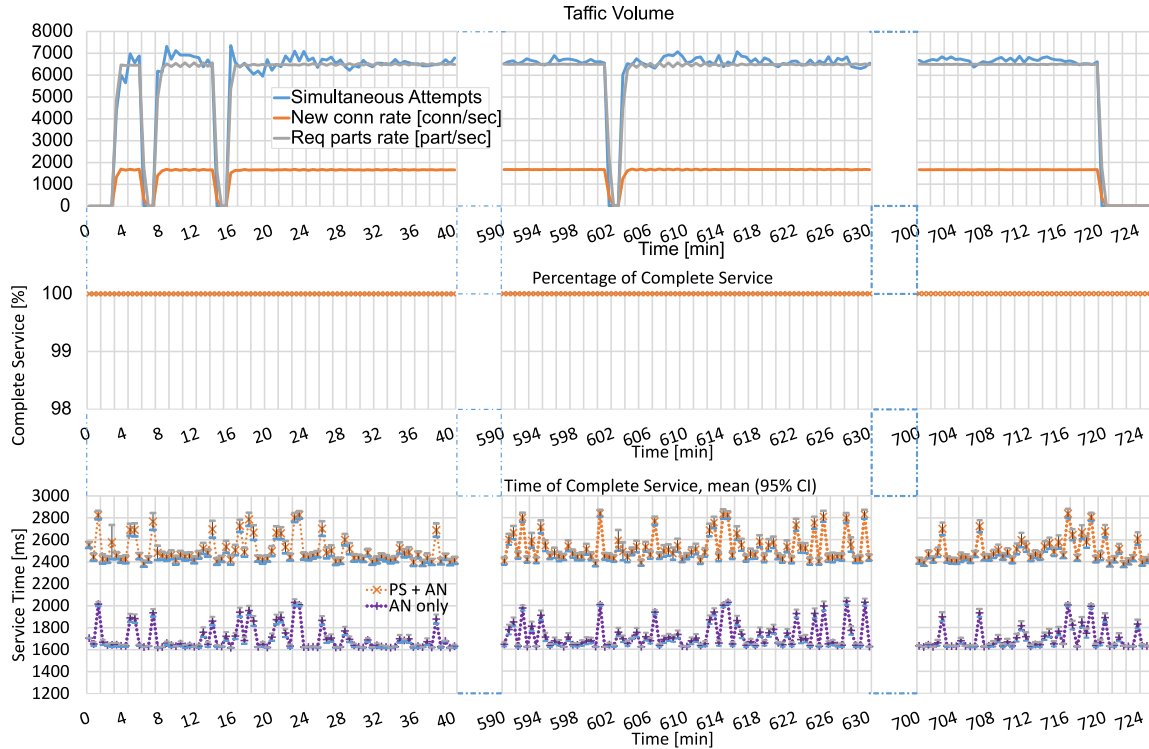 Taffic Volume
8000
7000
6000
5000
4000
3000
2000
1000
0
Simultaneous Attempts
New conn rate [conn/sec]
Req parts rate [part/sec]
0 4 8 12 16 20 24 28 32 36 40 590 594 598 602 606 610 614 618 622 626 630 700 704 708 712 716 720 724
Time [min]
Percentage of Complete Service
Complete Service [%]
100
99
98
0 4 8 12 16 20 24 28 32 36 40 590 594 598 602 606 610 614 618 622 626 630 700 704 708 712 716 720 724
Time [min]
Time of Complete Service, mean (95% CI)
Service Time [ms]
3000
2800
2600
2400
2200
2000
1800
1600
1400
1200
PS + AN
AN only
0 4 8 12 16 20 24 28 32 36 40 590 594 598 602 606 610 614 618 622 626 630 700 704 708 712 716 720 724
Time [min]